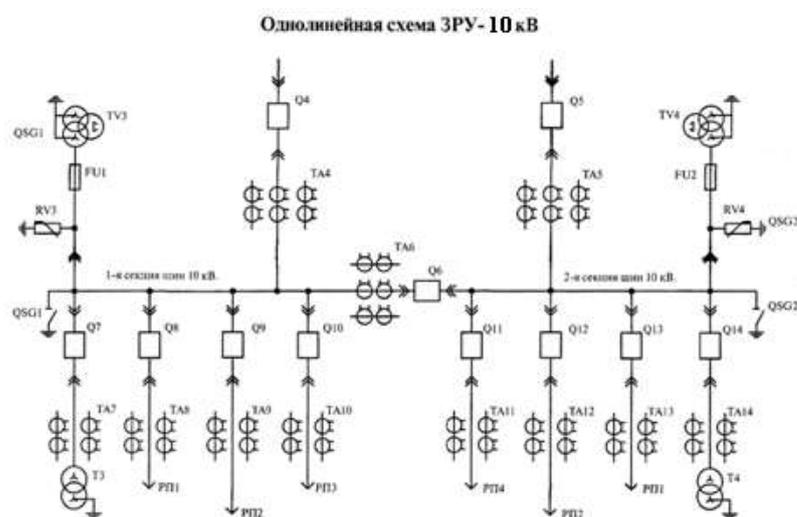 Однолинейная схема ЗРУ-10 кВ
Q4
Q5
TV3
TV4
QSG1
FU1
TA4
TA5
FU2
RV3
RV4
QSG3
TA6
1-я секция шин 10 кВ.
Q6
2-я секция шин 10 кВ.
QSG1
Q7
Q8
Q9
Q10
Q11
Q12
Q13
Q14
QSG2
TA7
TA8
TA9
TA10
TA11
TA12
TA13
TA14
T3
РП1
РП3
РП4
РП1
T4
РП2
РП2